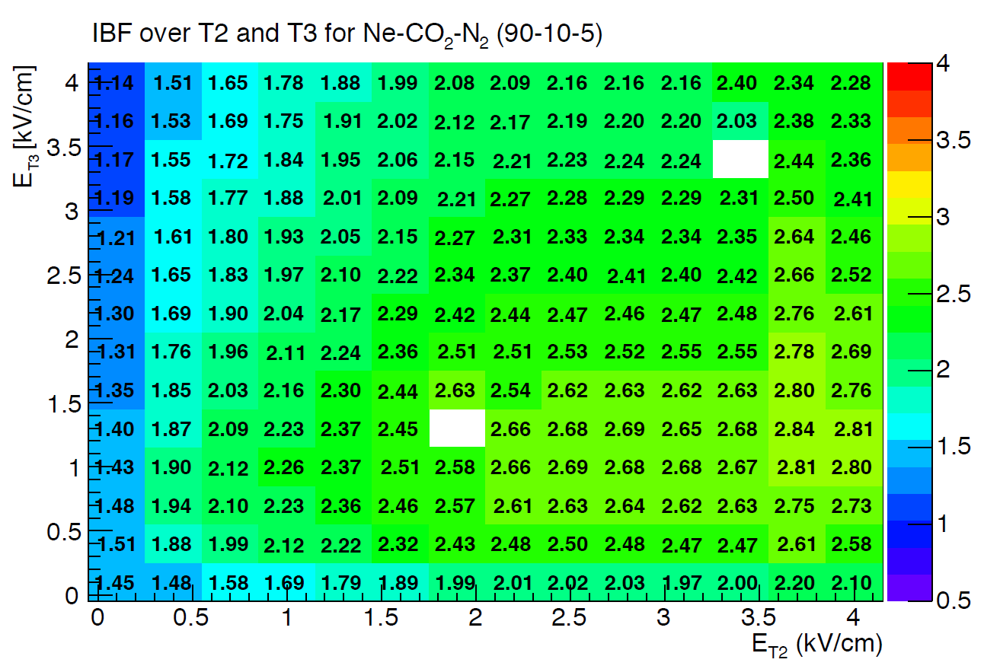 IBF over T2 and T3 for Ne-CO2-N2 (90-10-5)
ET3 [kV/cm]
4 1.14 1.51 1.65 1.78 1.88 1.99 2.08 2.09 2.16 2.16 2.16 2.40 2.34 2.28 4
1.16 1.53 1.69 1.75 1.91 2.02 2.12 2.17 2.19 2.20 2.20 2.03 2.38 2.33
3.5 1.17 1.55 1.72 1.84 1.95 2.06 2.15 2.21 2.23 2.24 2.24 2.44 2.36 3.5
1.19 1.58 1.77 1.88 2.01 2.09 2.21 2.27 2.28 2.29 2.29 2.31 2.50 2.41
3 1.21 1.61 1.80 1.93 2.05 2.15 2.27 2.31 2.33 2.34 2.34 2.35 2.64 2.46 3
2.5 1.24 1.65 1.83 1.97 2.10 2.22 2.34 2.37 2.40 2.41 2.40 2.42 2.66 2.52 2.5
1.30 1.69 1.90 2.04 2.17 2.29 2.42 2.44 2.47 2.46 2.47 2.48 2.76 2.61
2 1.31 1.76 1.96 2.11 2.24 2.36 2.51 2.51 2.53 2.52 2.55 2.55 2.78 2.69 2
1.5 1.35 1.85 2.03 2.16 2.30 2.44 2.63 2.54 2.62 2.63 2.62 2.63 2.80 2.76
1.40 1.87 2.09 2.23 2.37 2.45 2.66 2.68 2.69 2.65 2.68 2.84 2.81 1.5
1 1.43 1.90 2.12 2.26 2.37 2.51 2.58 2.66 2.69 2.68 2.68 2.67 2.81 2.80
1.48 1.94 2.10 2.23 2.36 2.46 2.57 2.61 2.63 2.64 2.62 2.63 2.75 2.73 1
0.5 1.51 1.88 1.99 2.12 2.22 2.32 2.43 2.48 2.50 2.48 2.47 2.47 2.61 2.58
0 1.45 1.48 1.58 1.69 1.79 1.89 1.99 2.01 2.02 2.03 1.97 2.00 2.20 2.10 0.5
0 0.5 1 1.5 2 2.5 3 3.5 4
ET2 (kV/cm)